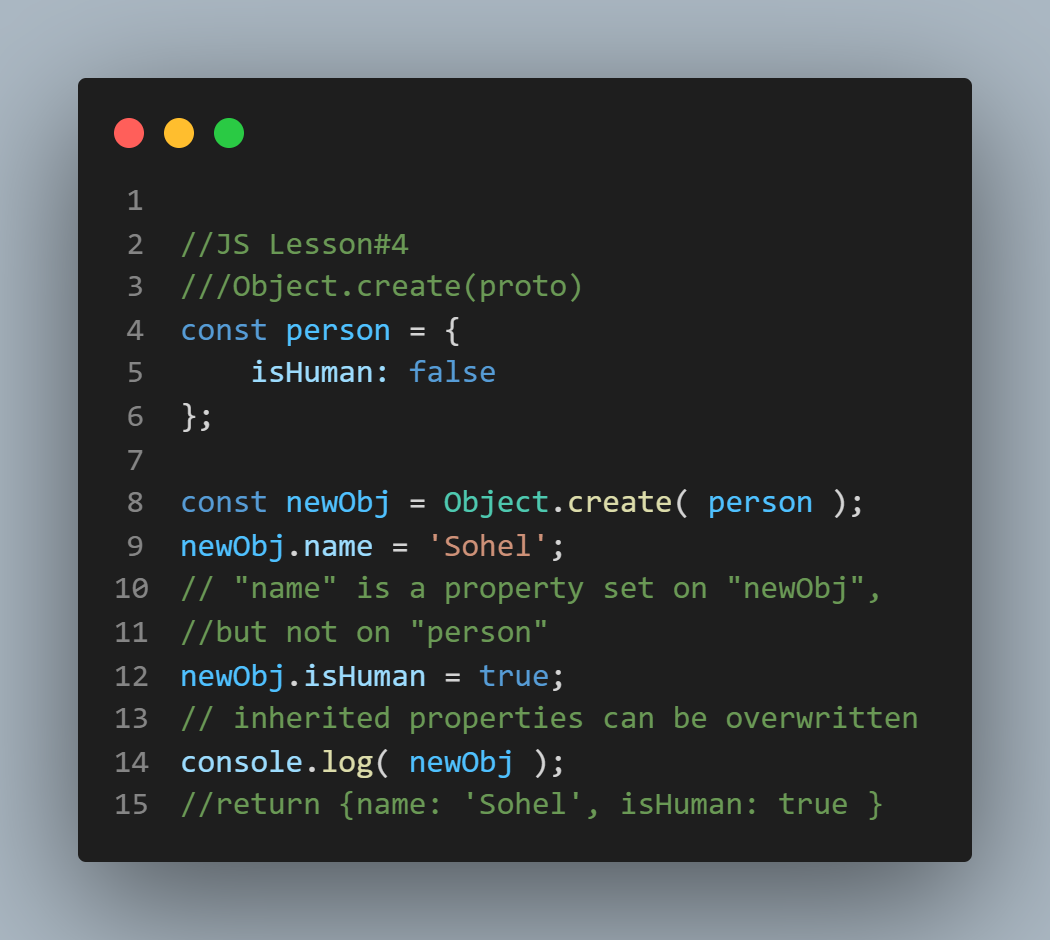 1
2 //JS Lesson#4
3 ///Object.create(proto)
4 const person = {
5     isHuman: false
6 };
7
8 const newObj = Object.create( person );
9 newObj.name = 'Sohel';
10 // "name" is a property set on "newObj",
11 //but not on "person"
12 newObj.isHuman = true;
13 // inherited properties can be overwritten
14 console.log( newObj );
15 //return {name: 'Sohel', isHuman: true }